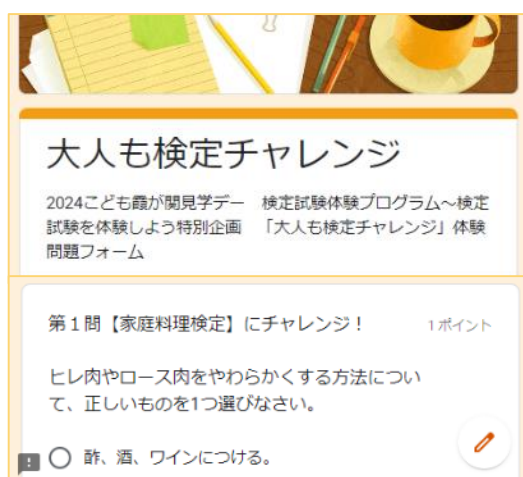 大人も検定チャレンジ
2024こども霞が関見学デー　検定試験体験プログラム～検定
試験を体験しよう特別企画　「大人も検定チャレンジ」体験
問題フォーム
第1問【家庭料理検定】にチャレンジ！
1ポイント
ヒレ肉やロース肉をやわらかくする方法につい
て、正しいものを1つ選びなさい。
酢、酒、ワインにつける。